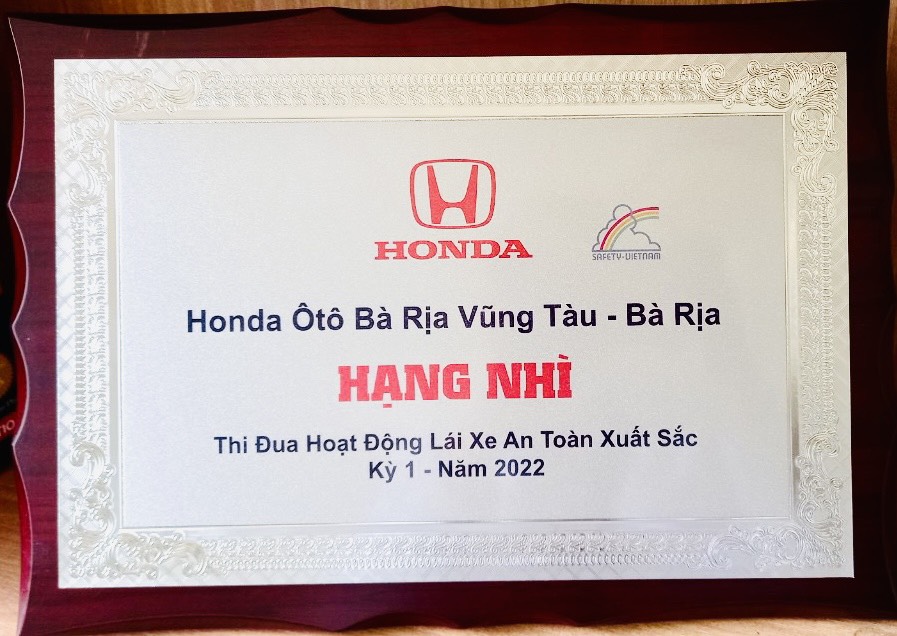 HONDA
SAFETY-VIETNAM
Honda Ôtô Bà Rịa Vũng Tàu - Bà Rịa
HẠNG NHÌ
Thi Đua Hoạt Động Lái Xe An Toàn Xuất Sắc
Kỳ 1 - Năm 2022